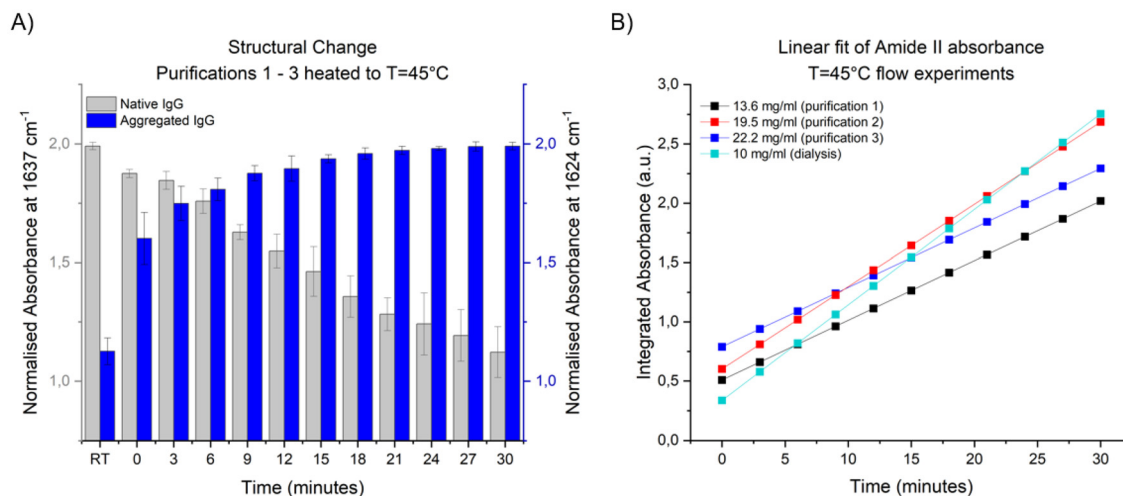 A)
Structural Change
Purifications 1 - 3 heated to T=45°C
Native IgG
Aggregated IgG
Normalised Absorbance at 1637 cm⁻¹
2,0
1,5
1,0
2,0
1,5
1,0
Normalised Absorbance at 1624 cm⁻¹
RT 0 3 6 9 12 15 18 21 24 27 30
Time (minutes)
B)
Linear fit of Amide II absorbance
T=45°C flow experiments
13.6 mg/ml (purification 1)
19.5 mg/ml (purification 2)
22.2 mg/ml (purification 3)
10 mg/ml (dialysis)
Integrated Absorbance (a.u.)
3,0
2,5
2,0
1,5
1,0
0,5
0,0
0 5 10 15 20 25 30
Time (minutes)